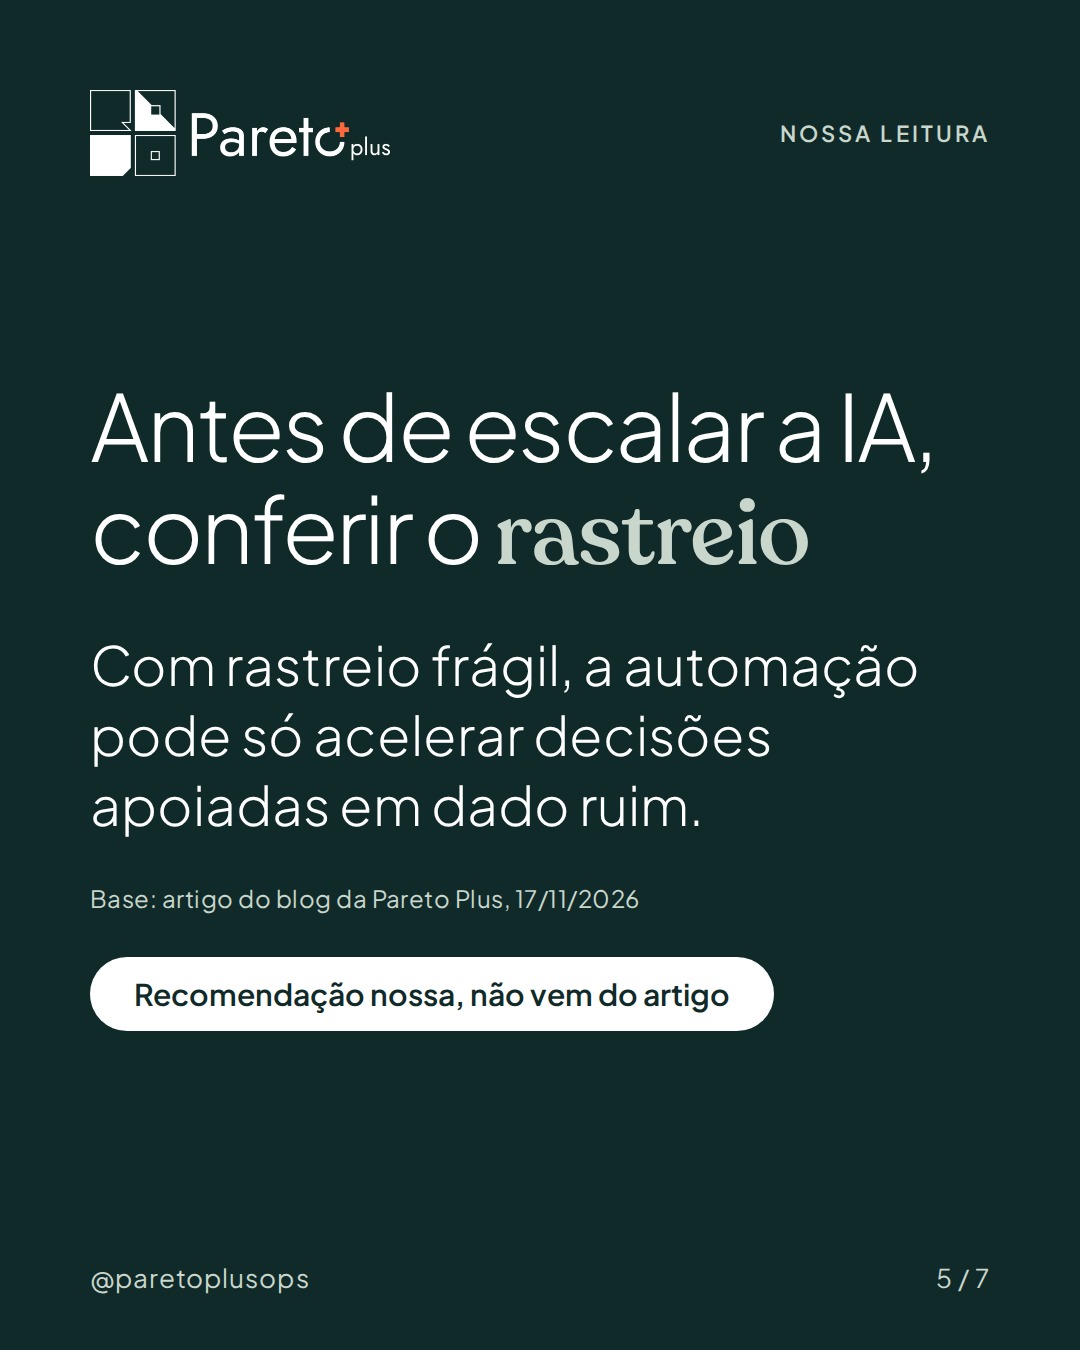 Pareto plus
NOSSA LEITURA
Antes de escalar a IA,
conferir o rastreio
Com rastreio frágil, a automação
pode só acelerar decisões
apoiadas em dado ruim.
Base: artigo do blog da Pareto Plus, 17/11/2026
Recomendação nossa, não vem do artigo
@paretoplusops
5 / 7